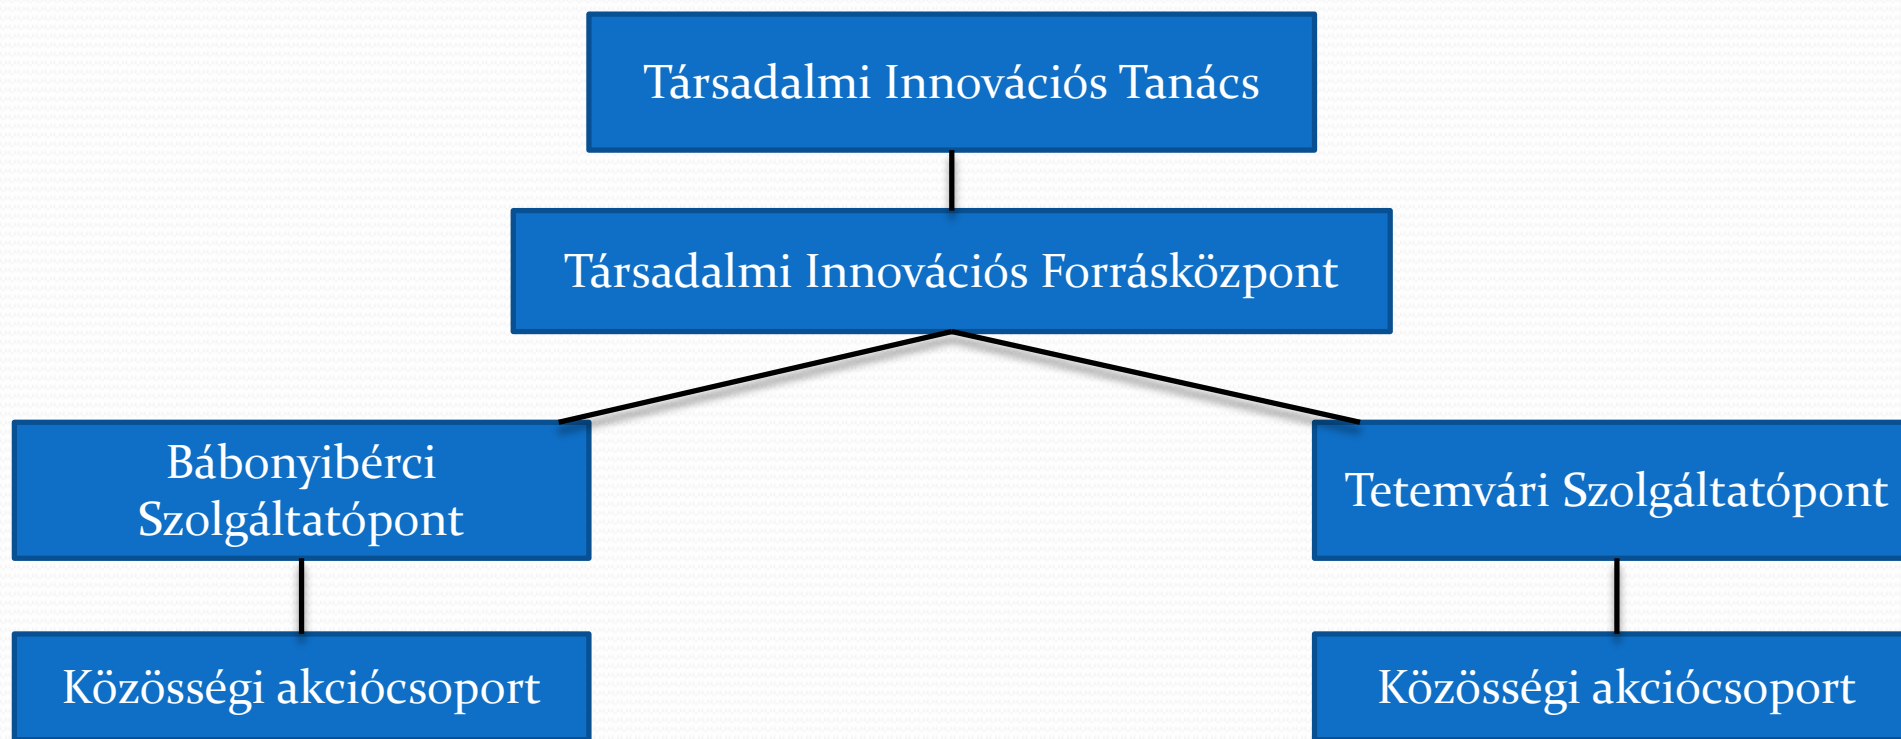 Társadalmi Innovációs Tanács
Társadalmi Innovációs Forrásközpont
Bábonyibérci
Szolgáltatópont
Tetemvári Szolgáltatópont
Közösségi akciócsoport
Közösségi akciócsoport